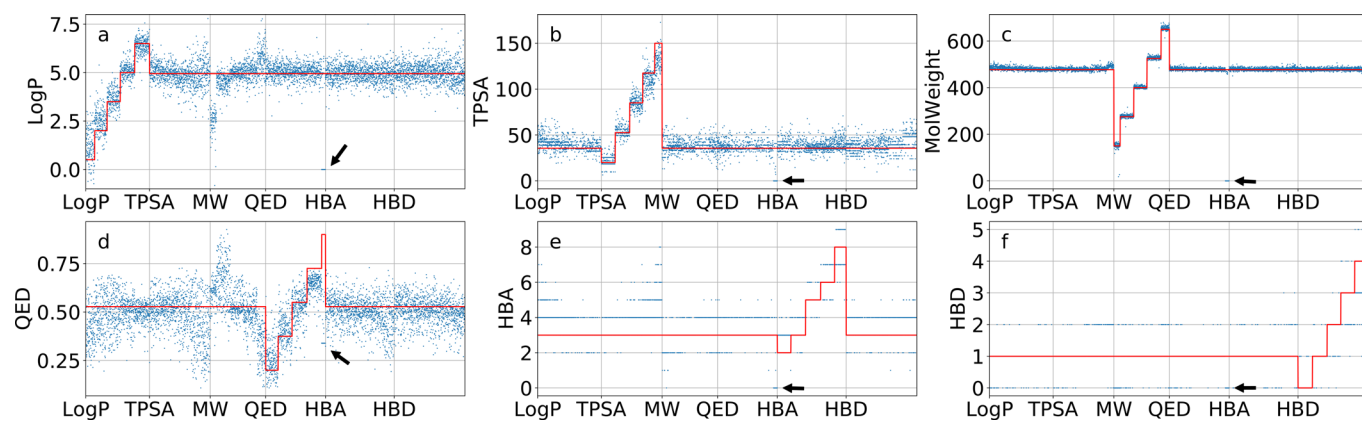 a
LogP
7.5
5.0
2.5
0.0
LogP TPSA MW QED HBA HBD
b
TPSA
150
100
50
0
LogP TPSA MW QED HBA HBD
c
MolWeight
600
400
200
0
LogP TPSA MW QED HBA HBD
d
QED
0.75
0.50
0.25
LogP TPSA MW QED HBA HBD
e
HBA
8
6
4
2
0
LogP TPSA MW QED HBA HBD
f
HBD
5
4
3
2
1
0
LogP TPSA MW QED HBA HBD